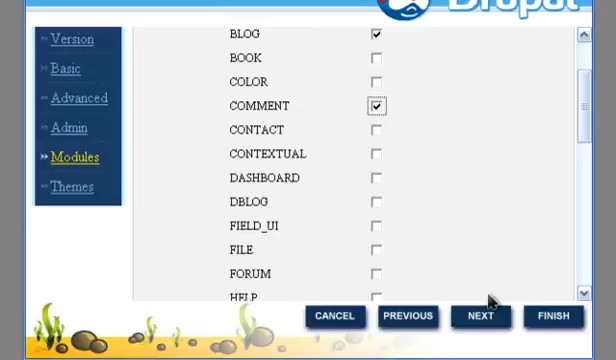 Drupal
Version
Basic
Advanced
Admin
Modules
Themes
BLOG
BOOK
COLOR
COMMENT
CONTACT
CONTEXTUAL
DASHBOARD
DBLOG
FIELD_UI
FILE
FORUM
HELP
CANCEL
PREVIOUS
NEXT
FINISH